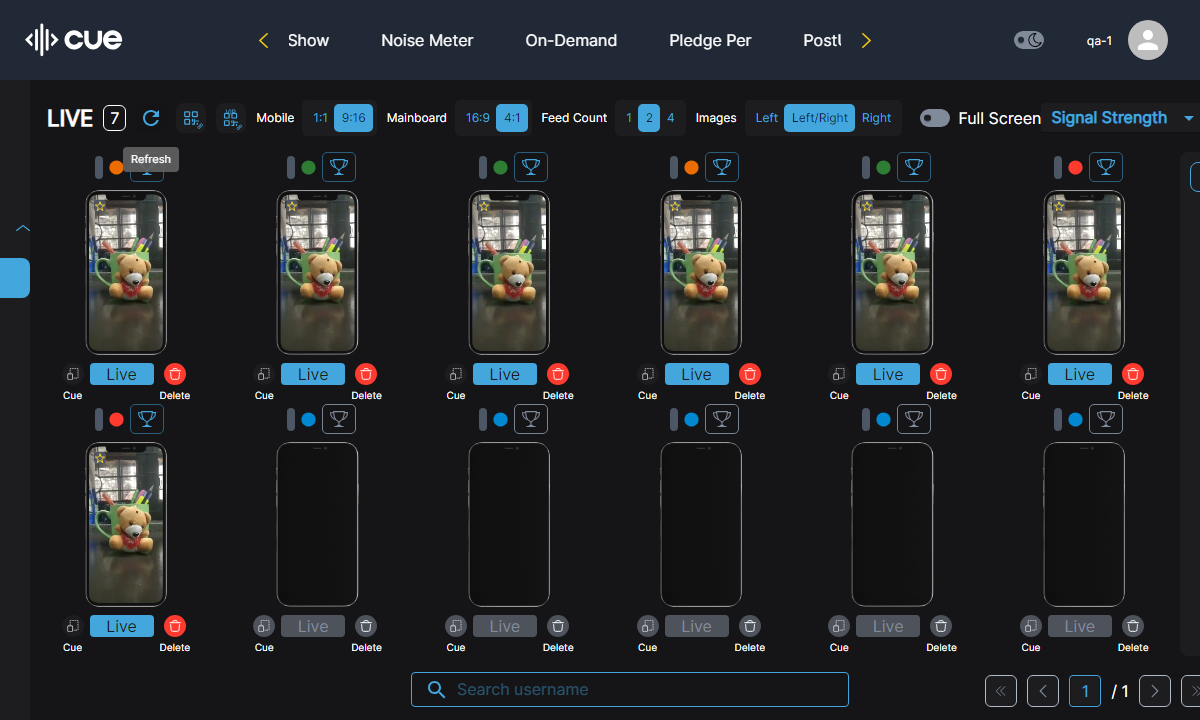 cue
Show Noise Meter On-Demand Pledge Per
qa-1
LIVE 7 Mobile 1:1 9:16 Mainboard 16:9 4:1 Feed Count 1 2 4 Images Left Left/Right Right Full Screen Signal Strength
Refresh
Live Live Live Live Live Live
Cue Delete Cue Delete Cue Delete Cue Delete Cue Delete Cue Delete
Live Live Live Live Live Live
Cue Delete Cue Delete Cue Delete Cue Delete Cue Delete Cue Delete
Search username
1 / 1